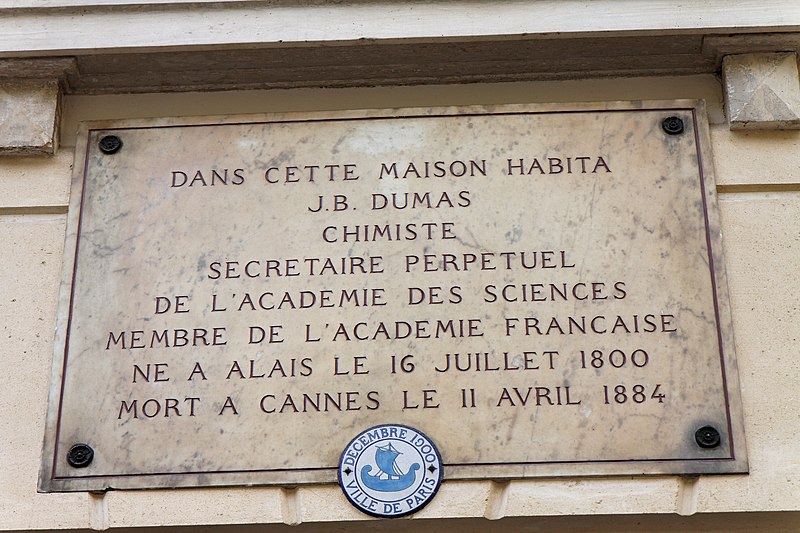 DANS CETTE MAISON HABITA
J.B. DUMAS
CHIMISTE
SECRETAIRE PERPETUEL
DE L'ACADEMIE DES SCIENCES
MEMBRE DE L'ACADEMIE FRANCAISE
NE A ALAIS LE 16 JUILLET 1800
MORT A CANNES LE 11 AVRIL 1884
DECEMBRE 1900
VILLE DE PARIS